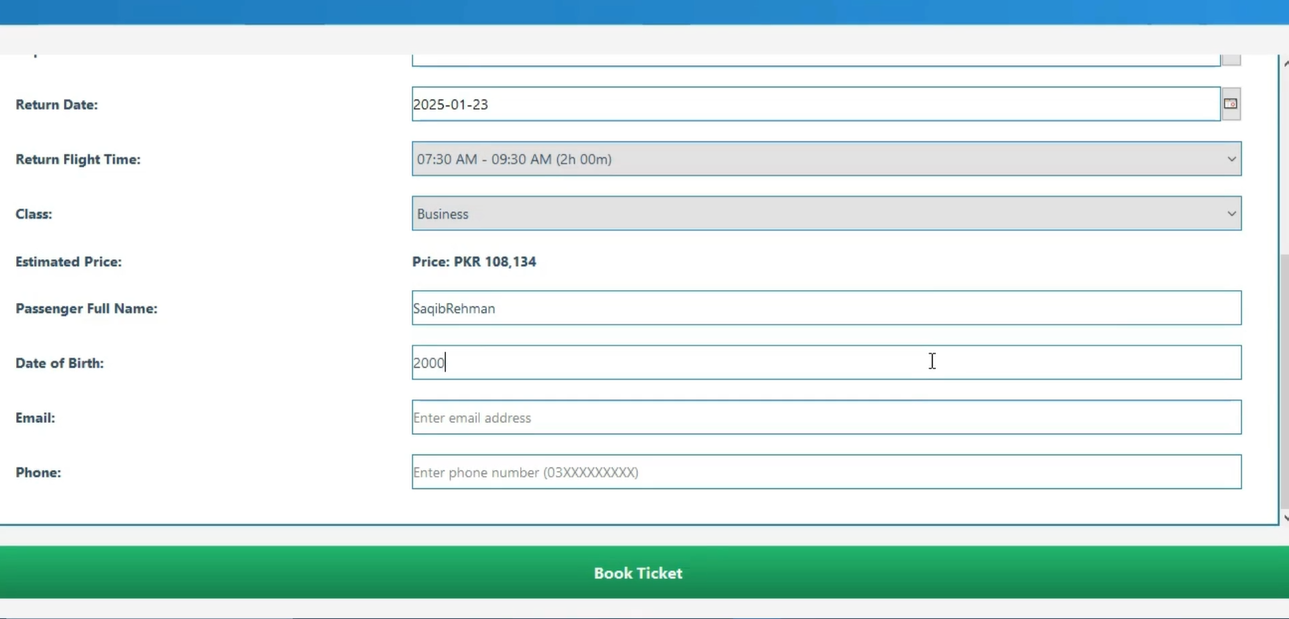 Return Date: 2025-01-23
Return Flight Time: 07:30 AM - 09:30 AM (2h 00m)
Class: Business
Estimated Price: Price: PKR 108,134
Passenger Full Name: SaqibRehman
Date of Birth: 2000
Email: Enter email address
Phone: Enter phone number (03XXXXXXXXX)
Book Ticket